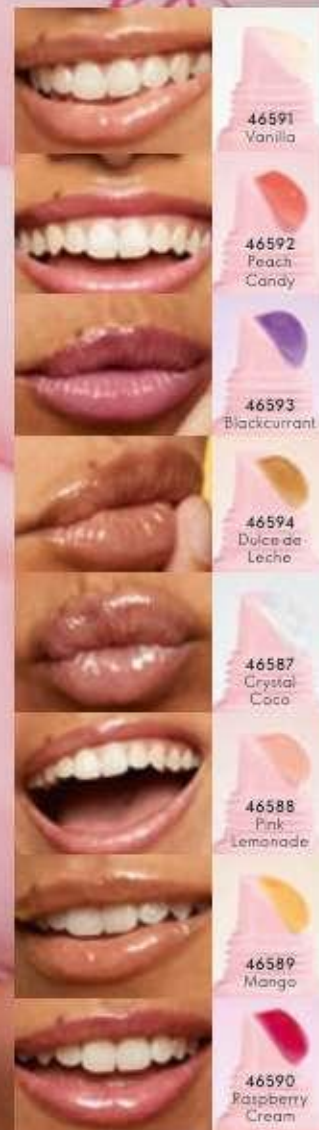 46591
Vanilla
46592
Peach
Candy
46593
Blackcurrant
46594
Dulce de
Leche
46587
Crystal
Coco
46588
Pink
Lemonade
46589
Mango
46590
Raspberry
Cream